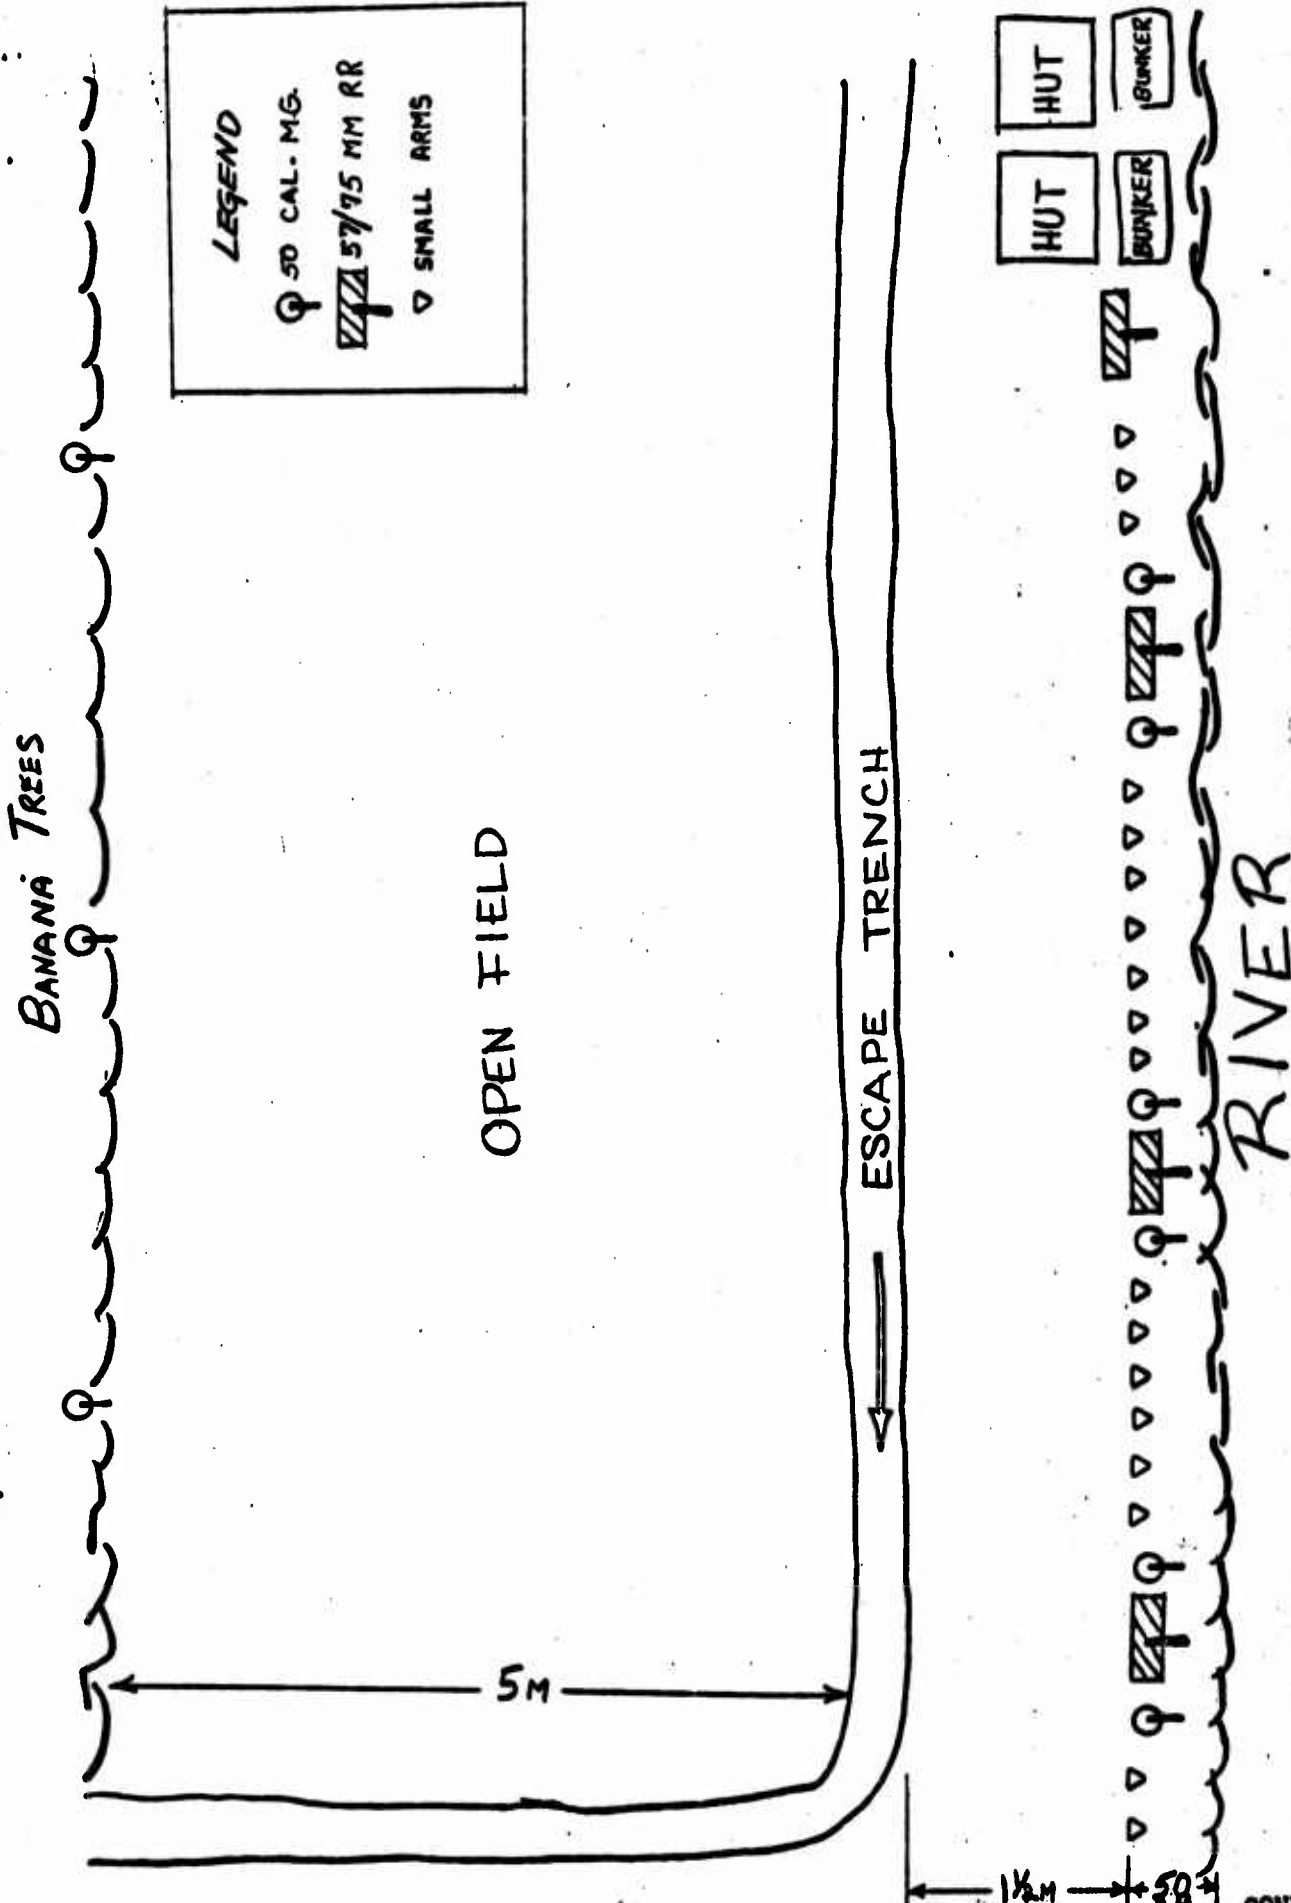 BANANA TREES
LEGEND
50 CAL. MG.
57/75 MM RR
SMALL ARMS
OPEN FIELD
5M
ESCAPE TRENCH
HUT
HUT
BUNKER
BUNKER
1½M
50
RIVER